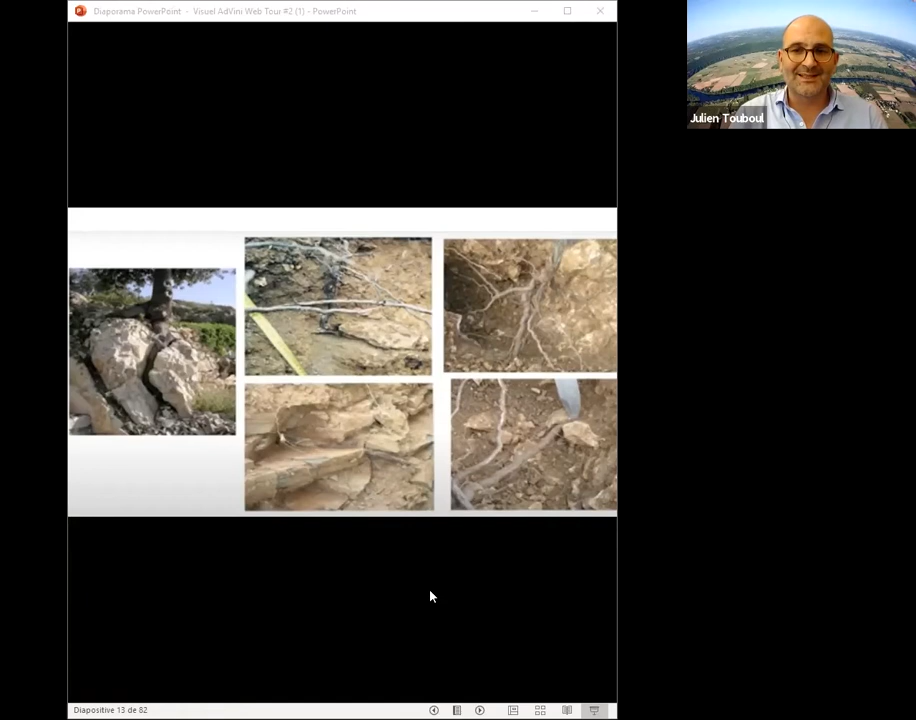 Diaporama PowerPoint - Visuel AdVini Web Tour #2 (1) - PowerPoint
Julien Touboul
Diapositive 13 de 82